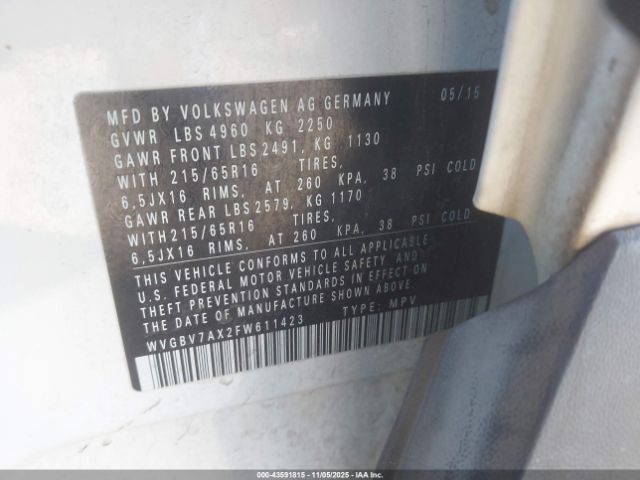 MFD BY VOLKSWAGEN AG GERMANY 05/15
GVWR LBS 4960 KG 2250
GAWR FRONT LBS 2491, KG 1130
WITH 215/65R16 TIRES,
6,5JX16 RIMS, AT 260 KPA, 38 PSI COLD
GAWR REAR LBS 2579, KG 1170
WITH 215/65R16 TIRES,
6,5JX16 RIMS, AT 260 KPA, 38 PSI COLD
THIS VEHICLE CONFORMS TO ALL APPLICABLE
U.S. FEDERAL MOTOR VEHICLE SAFETY, AND
THEFT PREVENTION STANDARDS IN EFFECT ON
DATE OF MANUFACTURE SHOWN ABOVE.
WVGBV7AX2FW611423 TYPE: MPV
000-43591815 - 11/05/2025 - IAAI